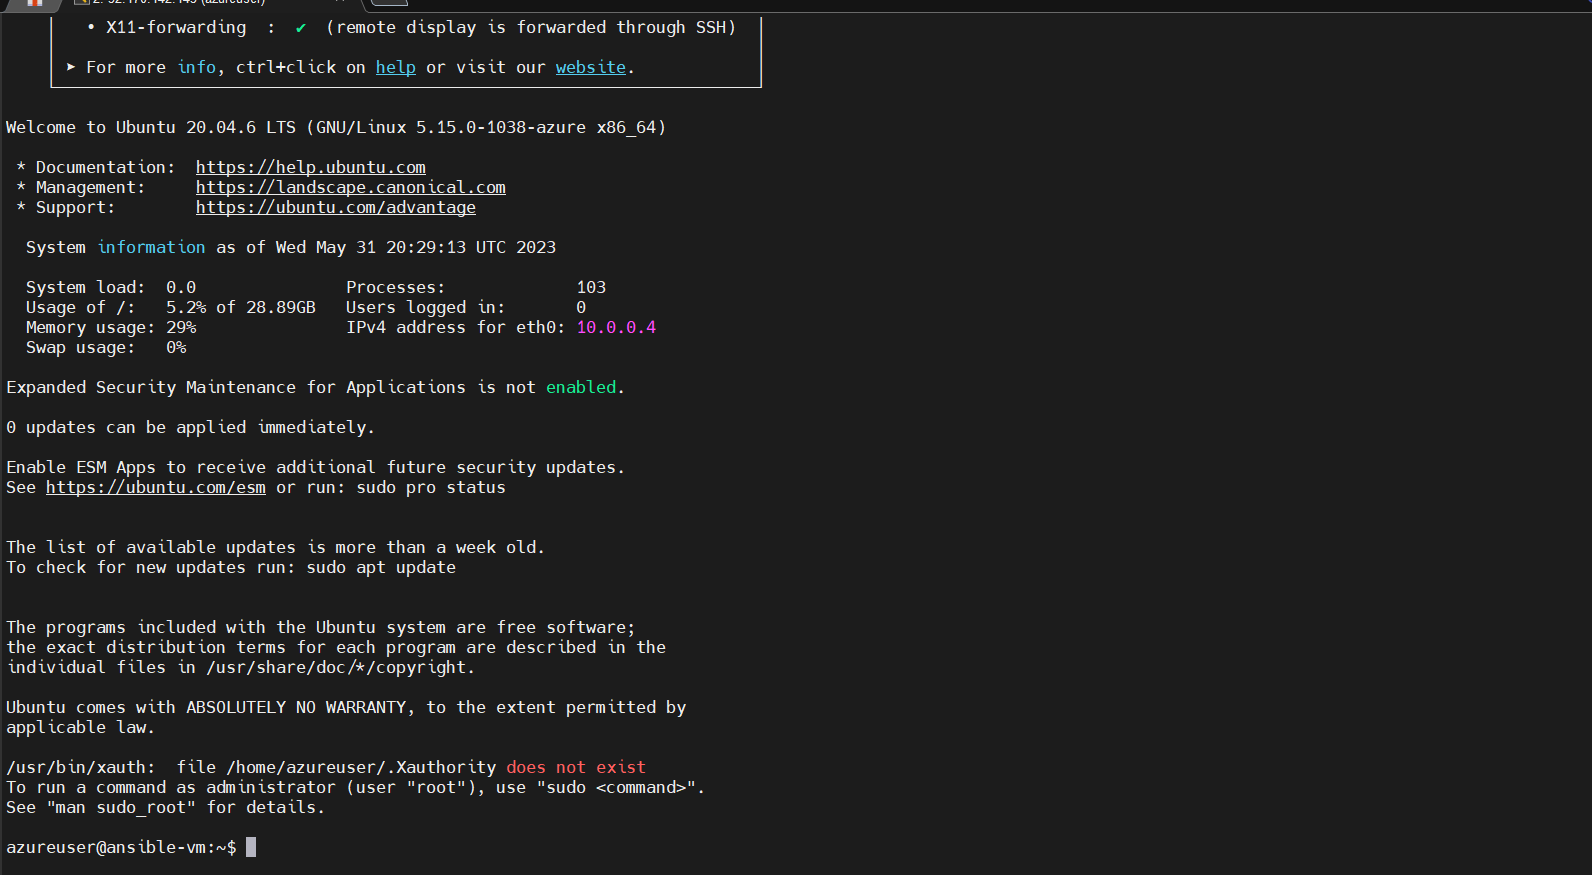 • X11-forwarding  :  ✔  (remote display is forwarded through SSH)
➤ For more info, ctrl+click on help or visit our website.
Welcome to Ubuntu 20.04.6 LTS (GNU/Linux 5.15.0-1038-azure x86_64)
* Documentation:  https://help.ubuntu.com
* Management:     https://landscape.canonical.com
* Support:        https://ubuntu.com/advantage
System information as of Wed May 31 20:29:13 UTC 2023
System load:  0.0               Processes:             103
Usage of /:   5.2% of 28.89GB   Users logged in:       0
Memory usage: 29%               IPv4 address for eth0: 10.0.0.4
Swap usage:   0%
Expanded Security Maintenance for Applications is not enabled.
0 updates can be applied immediately.
Enable ESM Apps to receive additional future security updates.
See https://ubuntu.com/esm or run: sudo pro status
The list of available updates is more than a week old.
To check for new updates run: sudo apt update
The programs included with the Ubuntu system are free software;
the exact distribution terms for each program are described in the
individual files in /usr/share/doc/*/copyright.
Ubuntu comes with ABSOLUTELY NO WARRANTY, to the extent permitted by
applicable law.
/usr/bin/xauth:  file /home/azureuser/.Xauthority does not exist
To run a command as administrator (user "root"), use "sudo <command>".
See "man sudo_root" for details.
azureuser@ansible-vm:~$